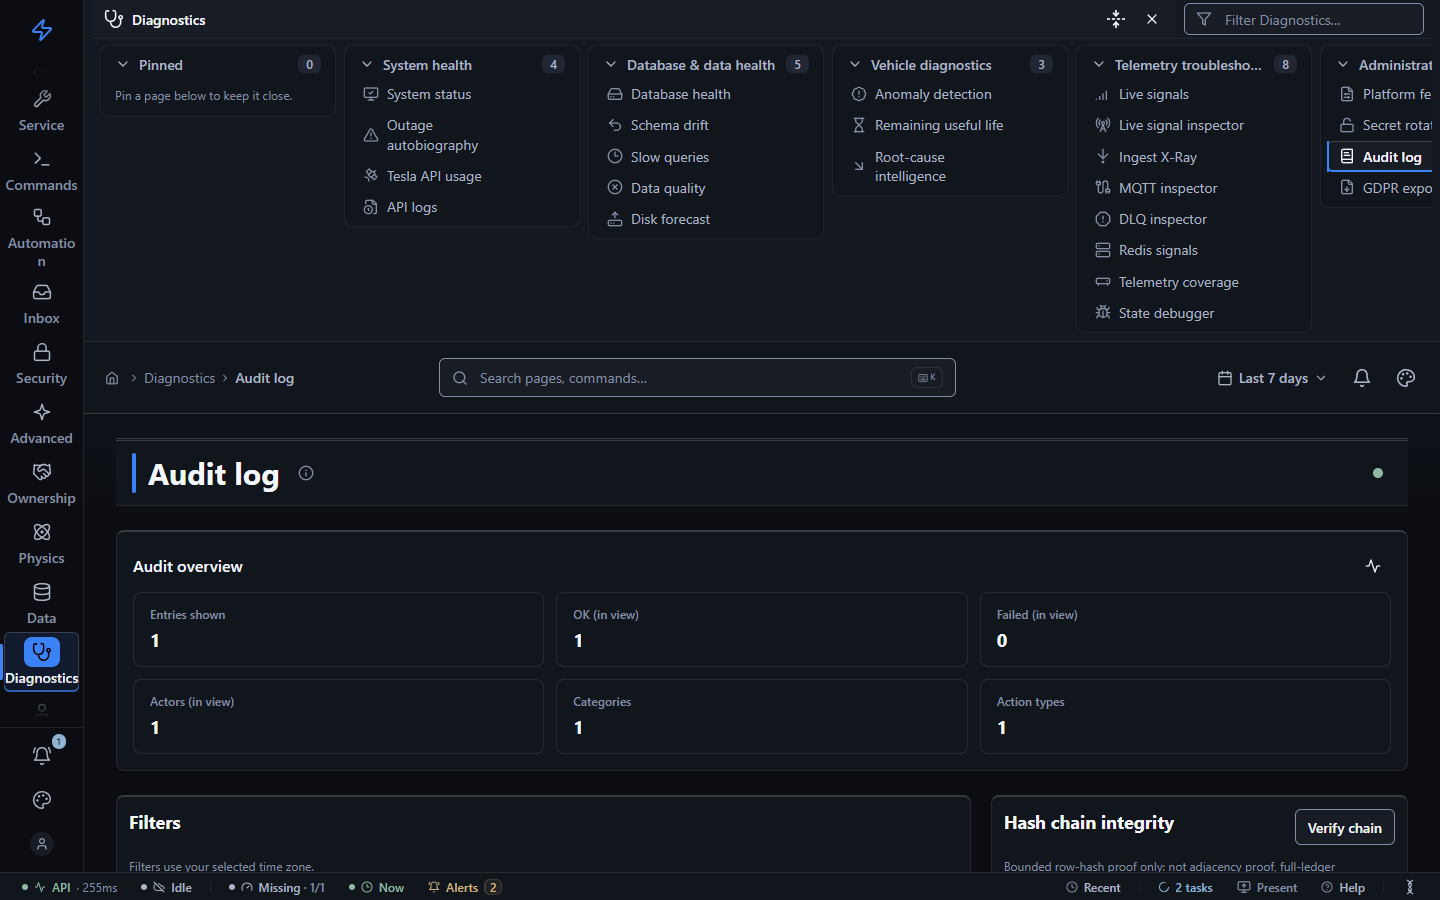 Diagnostics
Filter Diagnostics...
Service
Commands
Automatio
n
Inbox
Security
Advanced
Ownership
Physics
Data
Diagnostics
1
Pinned 0
Pin a page below to keep it close.
System health 4
System status
Outage
autobiography
Tesla API usage
API logs
Database & data health 5
Database health
Schema drift
Slow queries
Data quality
Disk forecast
Vehicle diagnostics 3
Anomaly detection
Remaining useful life
Root-cause
intelligence
Telemetry troublesho... 8
Live signals
Live signal inspector
Ingest X-Ray
MQTT inspector
DLQ inspector
Redis signals
Telemetry coverage
State debugger
Administrat
Platform fe
Secret rotat
Audit log
GDPR expo
Diagnostics > Audit log
Search pages, commands... K
Last 7 days
Audit log
Audit overview
Entries shown
1
OK (in view)
1
Failed (in view)
0
Actors (in view)
1
Categories
1
Action types
1
Filters
Filters use your selected time zone.
Hash chain integrity
Verify chain
Bounded row-hash proof only: not adjacency proof, full-ledger
API · 255ms
Idle
Missing · 1/1
Now
Alerts 2
Recent
2 tasks
Present
Help